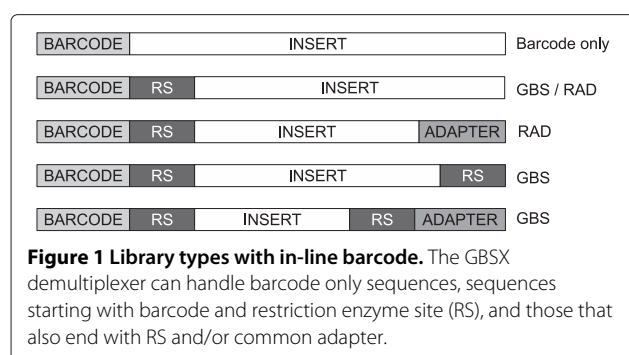 BARCODE INSERT Barcode only
BARCODE RS INSERT GBS / RAD
BARCODE RS INSERT ADAPTER RAD
BARCODE RS INSERT RS GBS
BARCODE RS INSERT RS ADAPTER GBS
Figure 1 Library types with in-line barcode. The GBSX
demultiplexer can handle barcode only sequences, sequences
starting with barcode and restriction enzyme site (RS), and those that
also end with RS and/or common adapter.